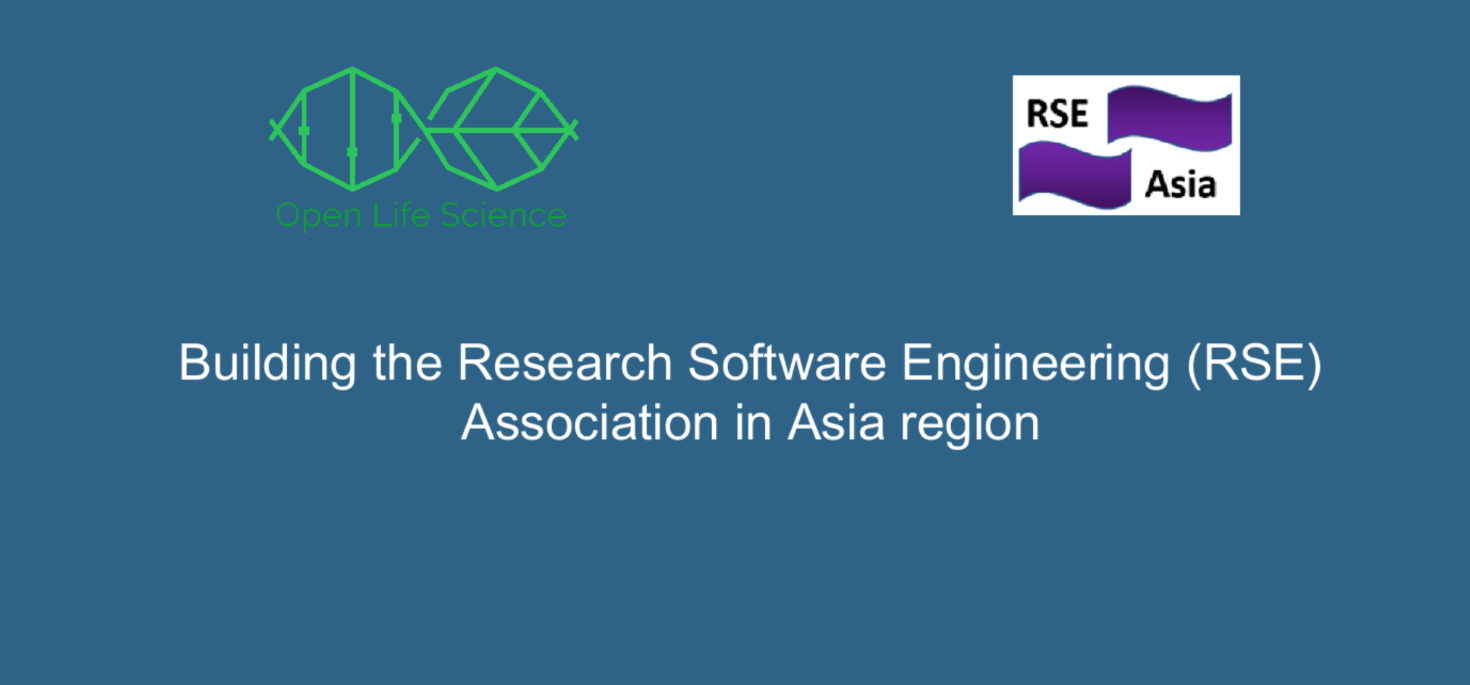 Open Life Science
RSE
Asia
Building the Research Software Engineering (RSE)
Association in Asia region